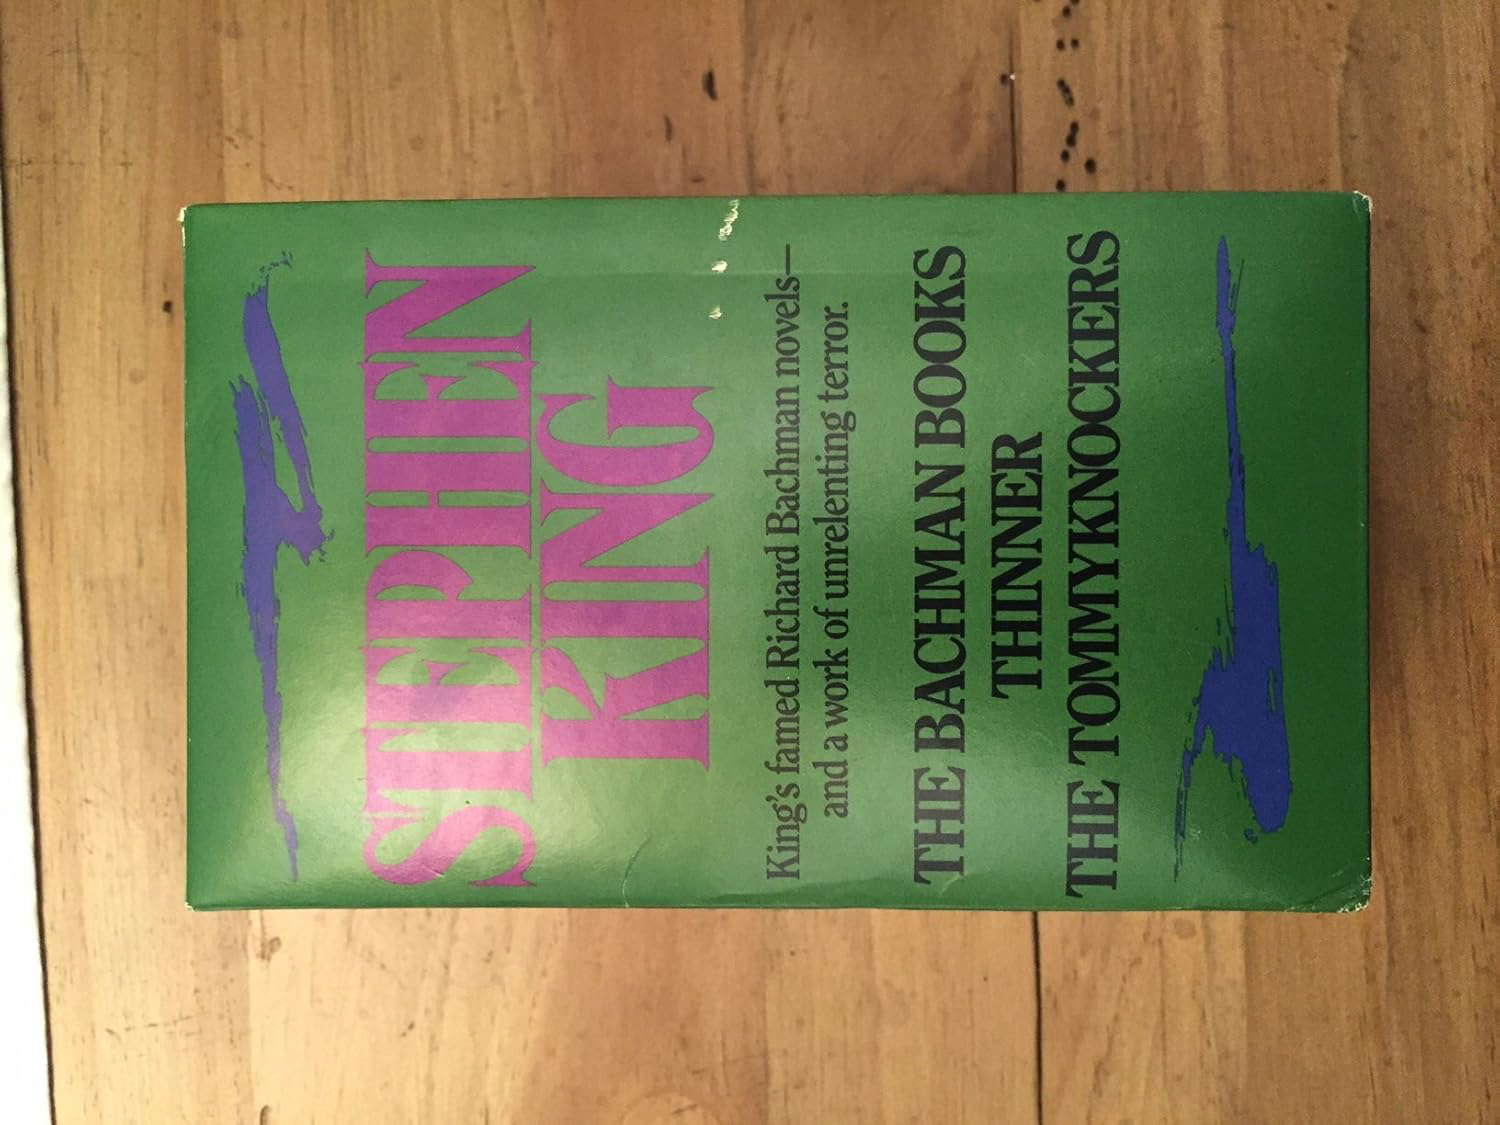 STEPHEN
KING
King's famed Richard Bachman novels—
and a work of unrelenting terror.
THE BACHMAN BOOKS
THINNER
THE TOMMYKNOCKERS